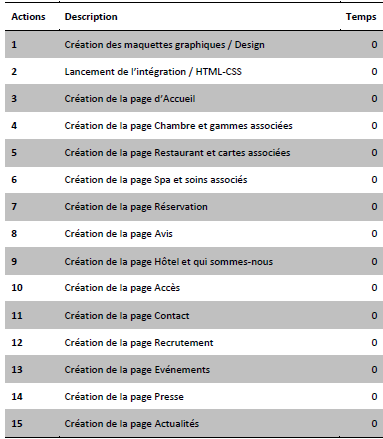 Actions Description Temps
1 Création des maquettes graphiques / Design 0
2 Lancement de l'intégration / HTML-CSS 0
3 Création de la page d'Accueil 0
4 Création de la page Chambre et gammes associées 0
5 Création de la page Restaurant et cartes associées 0
6 Création de la page Spa et soins associés 0
7 Création de la page Réservation 0
8 Création de la page Avis 0
9 Création de la page Hôtel et qui sommes-nous 0
10 Création de la page Accès 0
11 Création de la page Contact 0
12 Création de la page Recrutement 0
13 Création de la page Evénements 0
14 Création de la page Presse 0
15 Création de la page Actualités 0